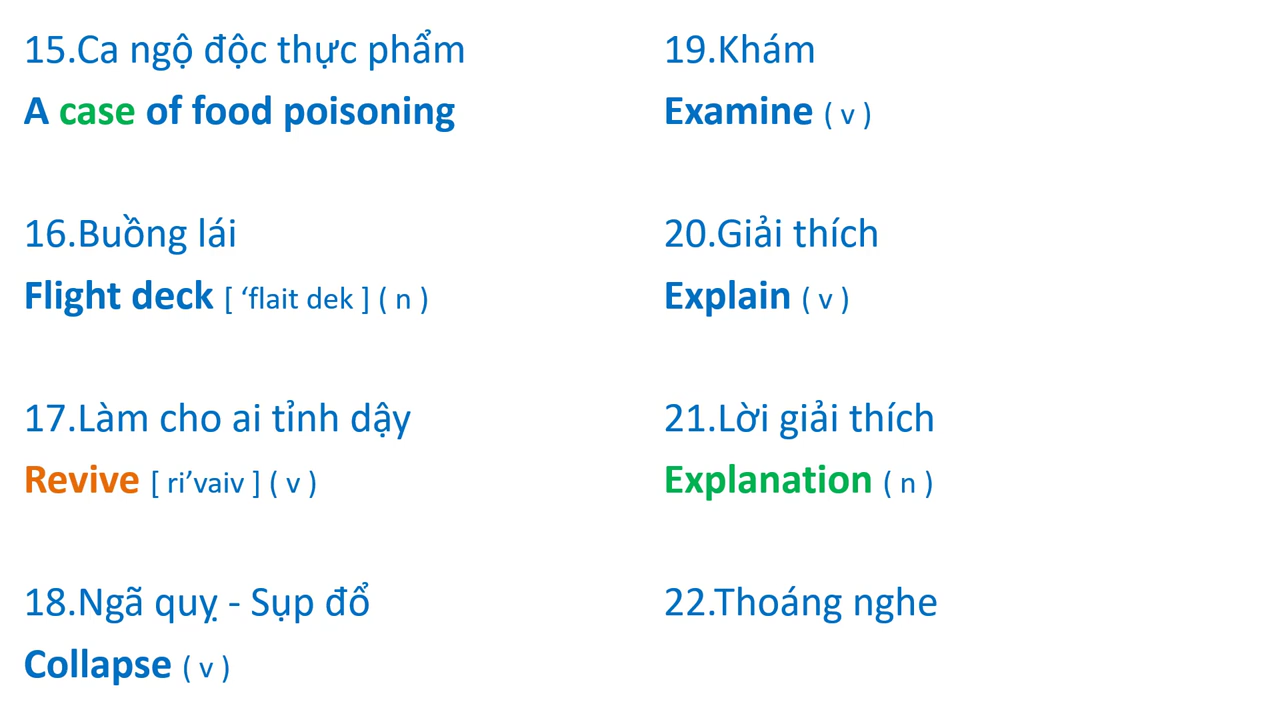 15.Ca ngộ độc thực phẩm
A case of food poisoning
16.Buồng lái
Flight deck [ ‘flait dek ] ( n )
17.Làm cho ai tỉnh dậy
Revive [ ri’vaiv ] ( v )
18.Ngã quỵ - Sụp đổ
Collapse ( v )
19.Khám
Examine ( v )
20.Giải thích
Explain ( v )
21.Lời giải thích
Explanation ( n )
22.Thoáng nghe